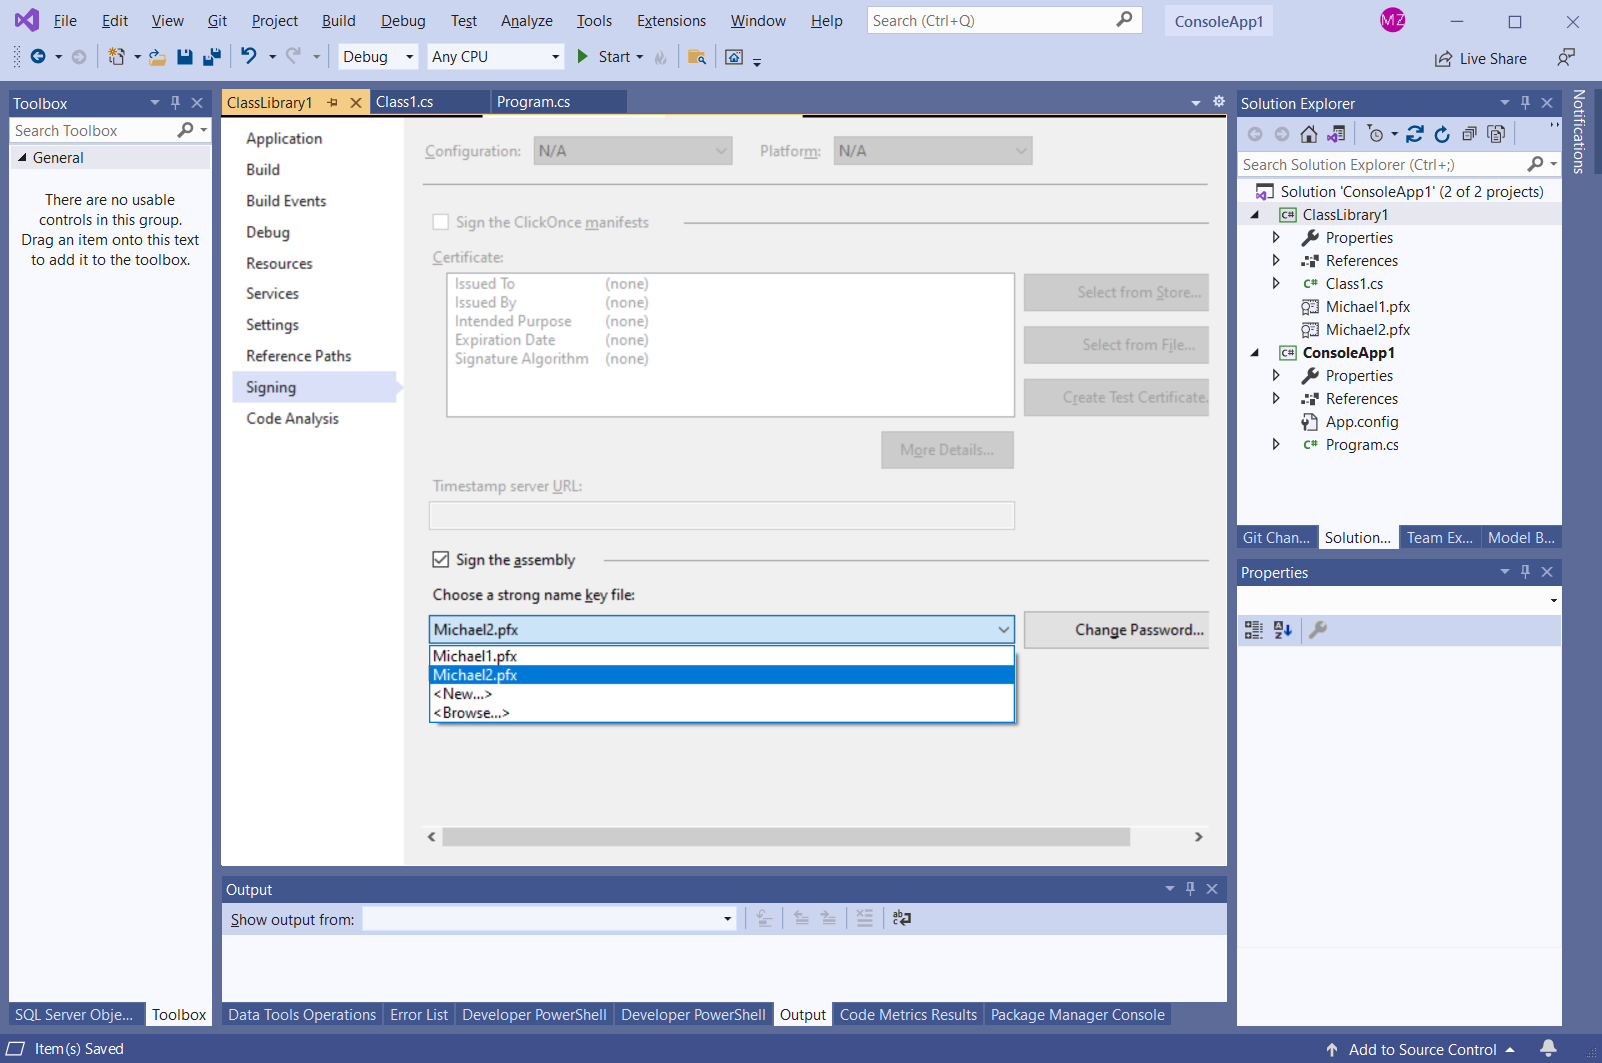 File Edit View Git Project Build Debug Test Analyze Tools Extensions Window Help Search (Ctrl+Q) ConsoleApp1 MZ
Debug Any CPU Start Live Share
Toolbox
Search Toolbox
General
There are no usable
controls in this group.
Drag an item onto this text
to add it to the toolbox.
SQL Server Obje... Toolbox
ClassLibrary1 Class1.cs Program.cs
Application
Build
Build Events
Debug
Resources
Services
Settings
Reference Paths
Signing
Code Analysis
Configuration: N/A Platform: N/A
Sign the ClickOnce manifests
Certificate:
Issued To (none)
Issued By (none)
Intended Purpose (none)
Expiration Date (none)
Signature Algorithm (none)
Select from Store...
Select from File...
Create Test Certificate.
More Details...
Timestamp server URL:
Sign the assembly
Choose a strong name key file:
Michael2.pfx Change Password...
Michael1.pfx
Michael2.pfx
<New...>
<Browse...>
Output
Show output from:
Data Tools Operations Error List Developer PowerShell Developer PowerShell Output Code Metrics Results Package Manager Console
Solution Explorer
Search Solution Explorer (Ctrl+;)
Solution 'ConsoleApp1' (2 of 2 projects)
C# ClassLibrary1
Properties
References
C# Class1.cs
Michael1.pfx
Michael2.pfx
C# ConsoleApp1
Properties
References
App.config
C# Program.cs
Git Chan... Solution... Team Ex... Model B...
Properties
Notifications
Item(s) Saved Add to Source Control